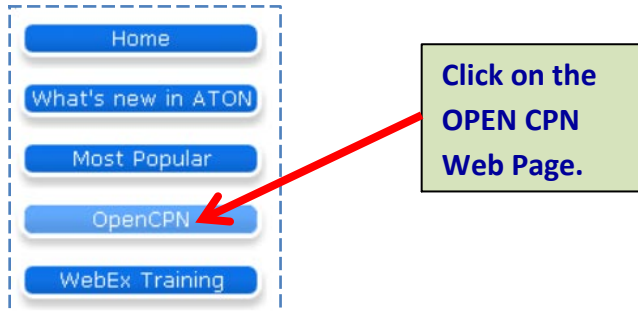 Home
What's new in ATON
Most Popular
OpenCPN
WebEx Training
Click on the
OPEN CPN
Web Page.